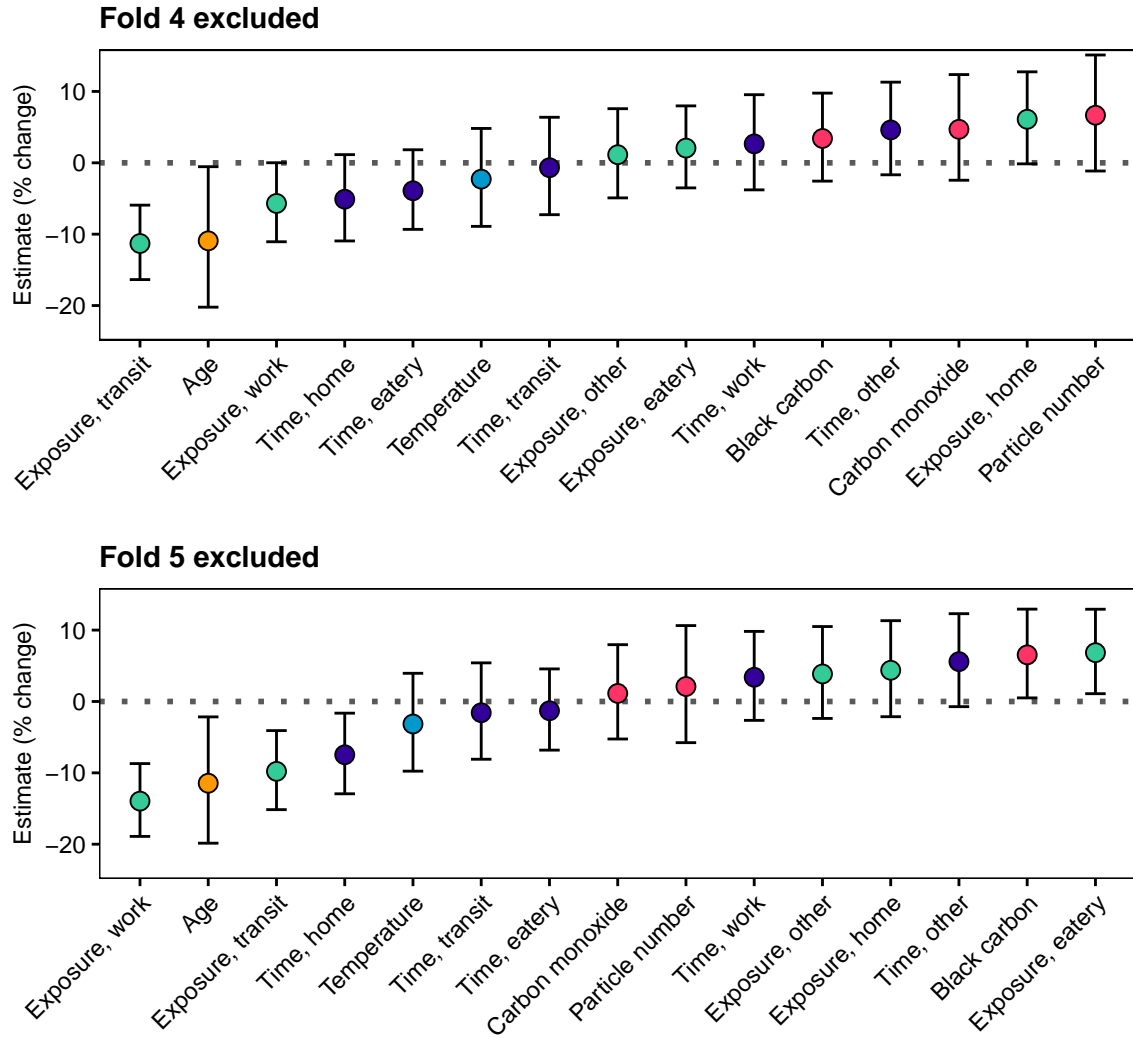 Fold 4 excluded
Estimate (% change)
10
0
−10
−20
Exposure, transit
Age
Exposure, work
Time, home
Time, eatery
Temperature
Time, transit
Exposure, other
Exposure, eatery
Time, work
Black carbon
Time, other
Carbon monoxide
Exposure, home
Particle number
Fold 5 excluded
Estimate (% change)
10
0
−10
−20
Exposure, work
Age
Exposure, transit
Time, home
Temperature
Time, transit
Time, eatery
Carbon monoxide
Particle number
Time, work
Exposure, other
Exposure, home
Time, other
Black carbon
Exposure, eatery